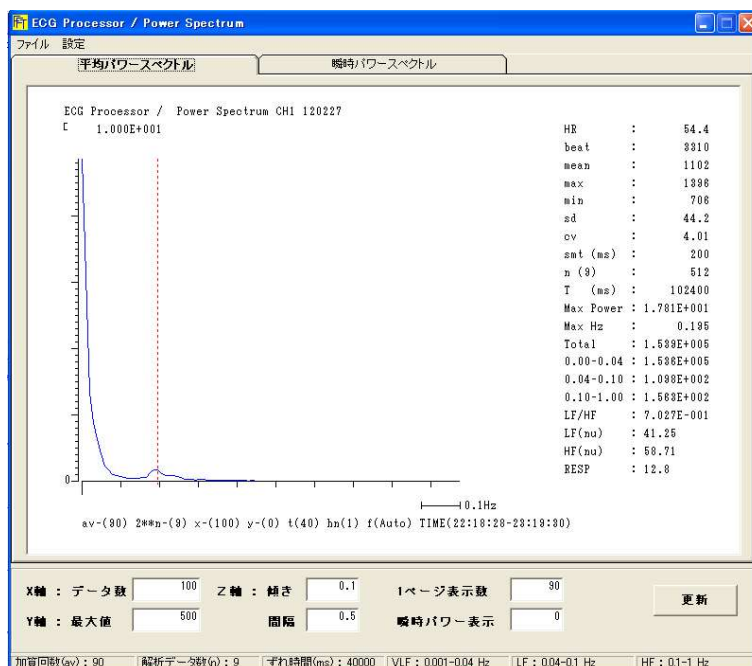 ECG Processor / Power Spectrum
ファイル 設定
平均パワースペクトル 瞬時パワースペクトル
ECG Processor / Power Spectrum CH1 120227
[ 1.000E+001
HR : 54.4
beat : 3310
mean : 1102
max : 1396
min : 706
sd : 44.2
cv : 4.01
smt (ms) : 200
n (9) : 512
T (ms) : 102400
Max Power : 1.781E+001
Max Hz : 0.195
Total : 1.539E+005
0.00-0.04 : 1.536E+005
0.04-0.10 : 1.098E+002
0.10-1.00 : 1.563E+002
LF/HF : 7.027E-001
LF(nu) : 41.25
HF(nu) : 58.71
RESP : 12.8
0
0.1Hz
av-(90) 2**n-(9) x-(100) y-(0) t(40) hn(1) f(Auto) TIME(22:18:28-23:19:30)
X軸 : データ数 100 Z軸 : 傾き 0.1 1ページ表示数 90
更新
Y軸 : 最大値 500 間隔 0.5 瞬時パワー表示 0
加算回数(av) : 90 解析データ数(n) : 9 ずれ時間(ms) : 40000 VLF : 0.001-0.04 Hz LF : 0.04-0.1 Hz HF : 0.1-1 Hz